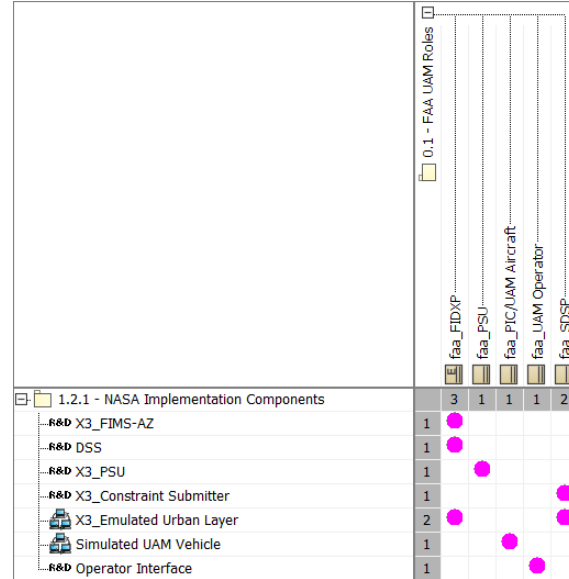 0.1 - FAA UAM Roles
faa_FIDXP
faa_PSU
faa_PIC/UAM Aircraft
faa_UAM Operator
faa_SDSP
1.2.1 - NASA Implementation Components 3 1 1 1 2
R&D X3_FIMS-AZ 1
R&D DSS 1
R&D X3_PSU 1
R&D X3_Constraint Submitter 1
X3_Emulated Urban Layer 2
Simulated UAM Vehicle 1
R&D Operator Interface 1